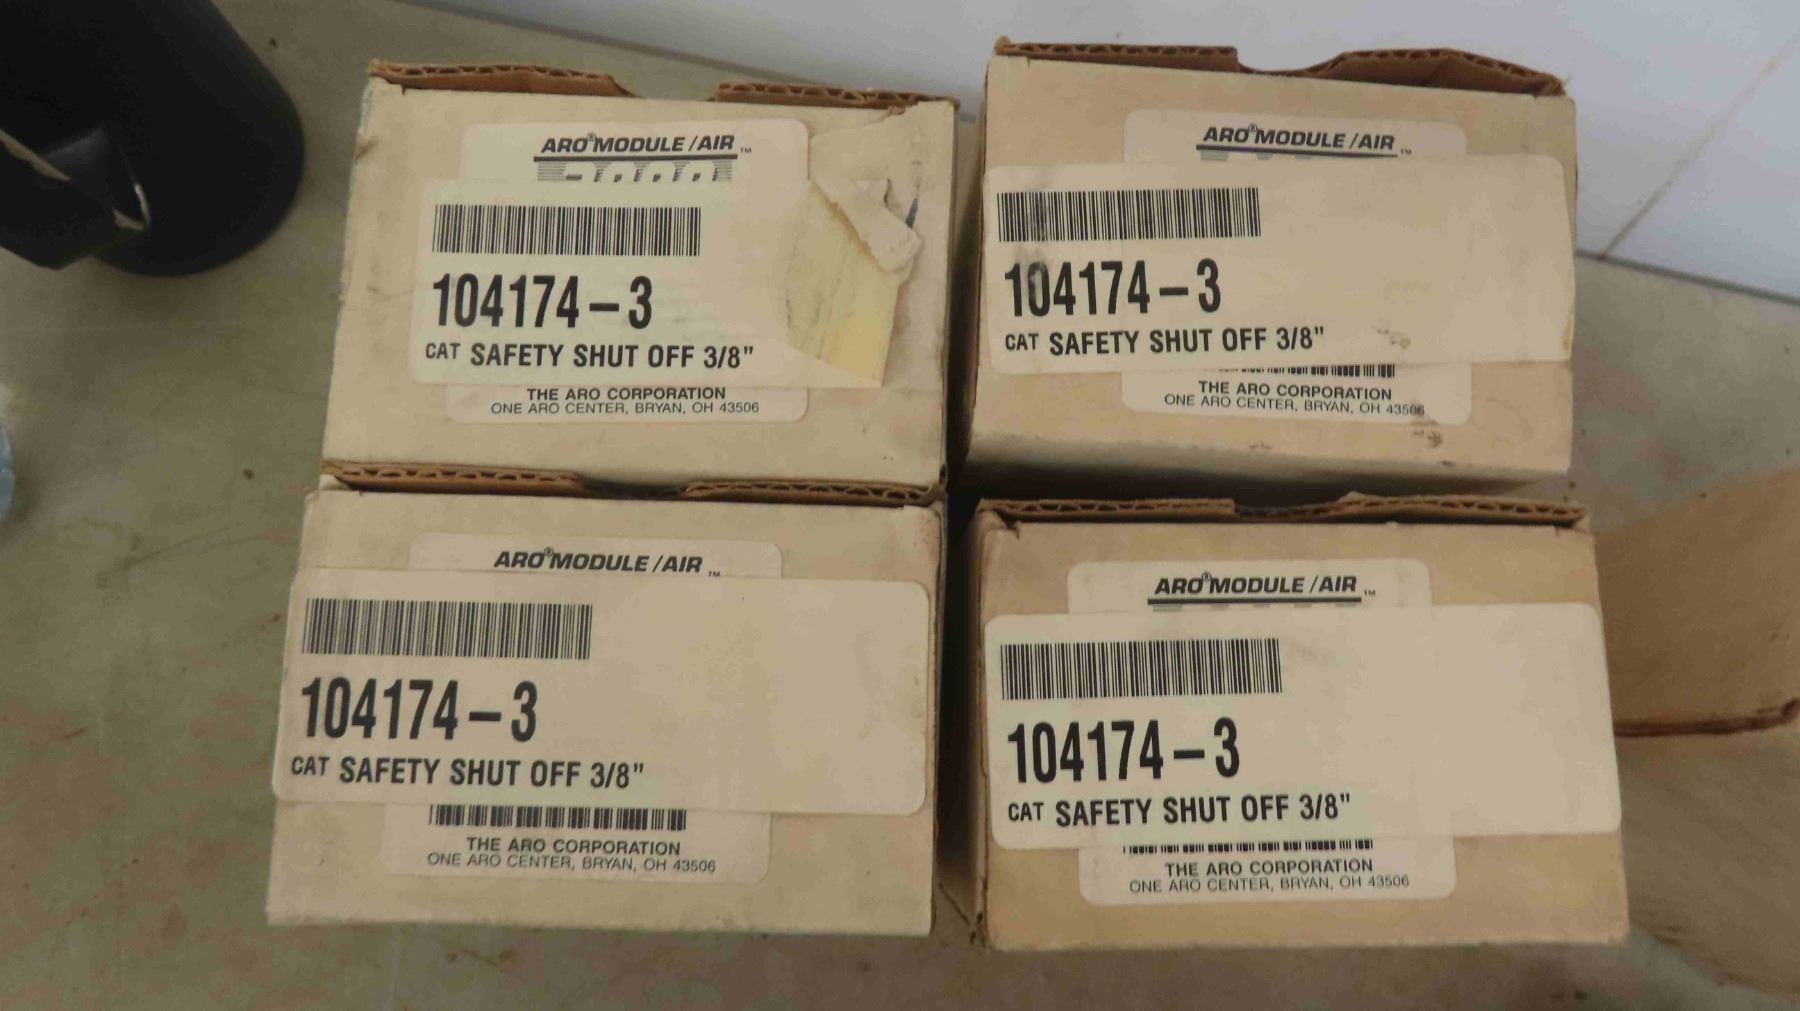 ARO® MODULE/AIR™
104174-3
CAT SAFETY SHUT OFF 3/8"
THE ARO CORPORATION
ONE ARO CENTER, BRYAN, OH 43506
ARO® MODULE/AIR™
104174-3
CAT SAFETY SHUT OFF 3/8"
THE ARO CORPORATION
ONE ARO CENTER, BRYAN, OH 43506
ARO® MODULE/AIR™
104174-3
CAT SAFETY SHUT OFF 3/8"
THE ARO CORPORATION
ONE ARO CENTER, BRYAN, OH 43506
ARO® MODULE/AIR™
104174-3
CAT SAFETY SHUT OFF 3/8"
THE ARO CORPORATION
ONE ARO CENTER, BRYAN, OH 43506